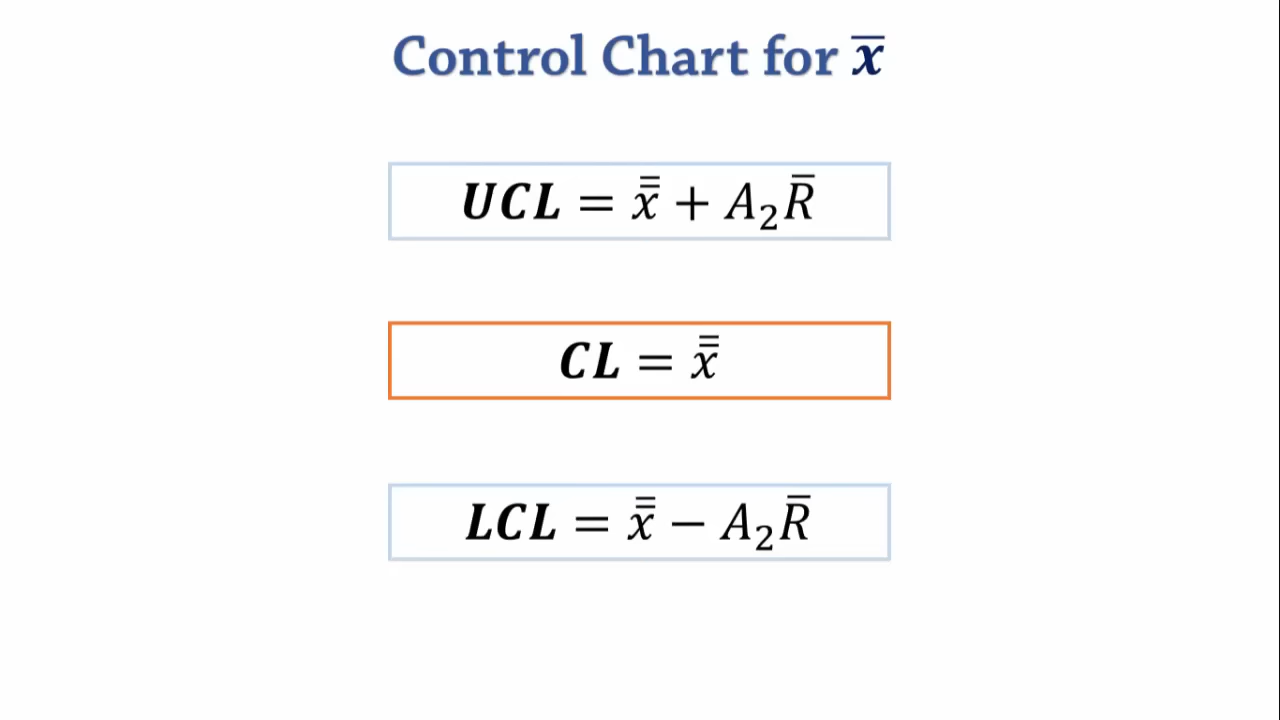 Control Chart for x̅
UCL = x̿ + A₂R̅
CL = x̿
LCL = x̿ − A₂R̅